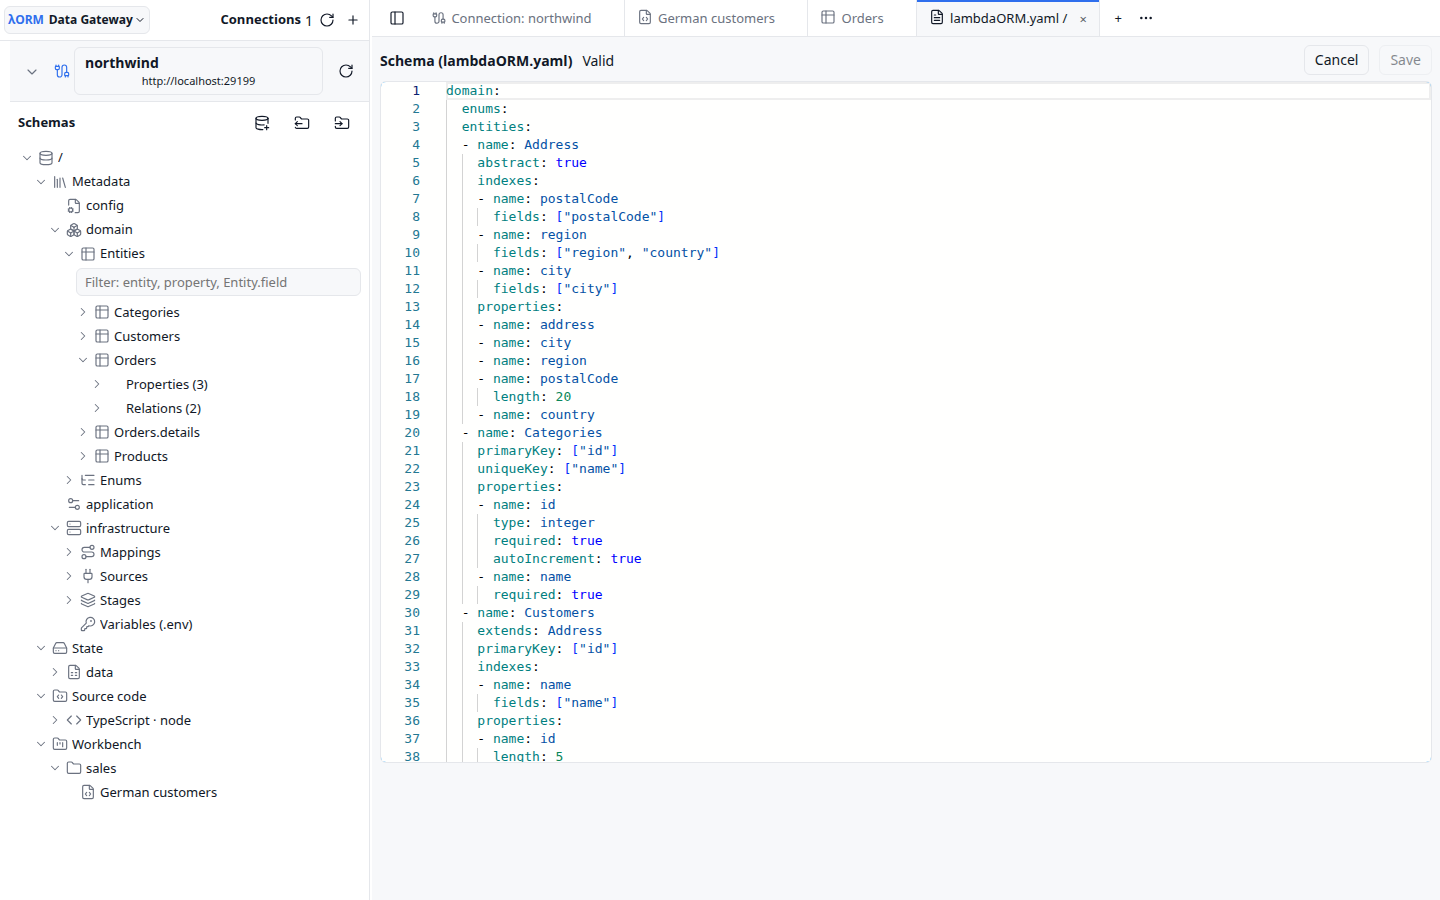 λORM Data Gateway
Connections 1
northwind
http://localhost:29199
Schemas
/
Metadata
config
domain
Entities
Filter: entity, property, Entity.field
Categories
Customers
Orders
Properties (3)
Relations (2)
Orders.details
Products
Enums
application
infrastructure
Mappings
Sources
Stages
Variables (.env)
State
data
Source code
TypeScript · node
Workbench
sales
German customers
Connection: northwind
German customers
Orders
lambdaORM.yaml / ×
+ ···
Schema (lambdaORM.yaml) Valid
Cancel
Save
1 domain:
2 enums:
3 entities:
4 - name: Address
5 abstract: true
6 indexes:
7 - name: postalCode
8 fields: ["postalCode"]
9 - name: region
10 fields: ["region", "country"]
11 - name: city
12 fields: ["city"]
13 properties:
14 - name: address
15 - name: city
16 - name: region
17 - name: postalCode
18 length: 20
19 - name: country
20 - name: Categories
21 primaryKey: ["id"]
22 uniqueKey: ["name"]
23 properties:
24 - name: id
25 type: integer
26 required: true
27 autoIncrement: true
28 - name: name
29 required: true
30 - name: Customers
31 extends: Address
32 primaryKey: ["id"]
33 indexes:
34 - name: name
35 fields: ["name"]
36 properties:
37 - name: id
38 length: 5